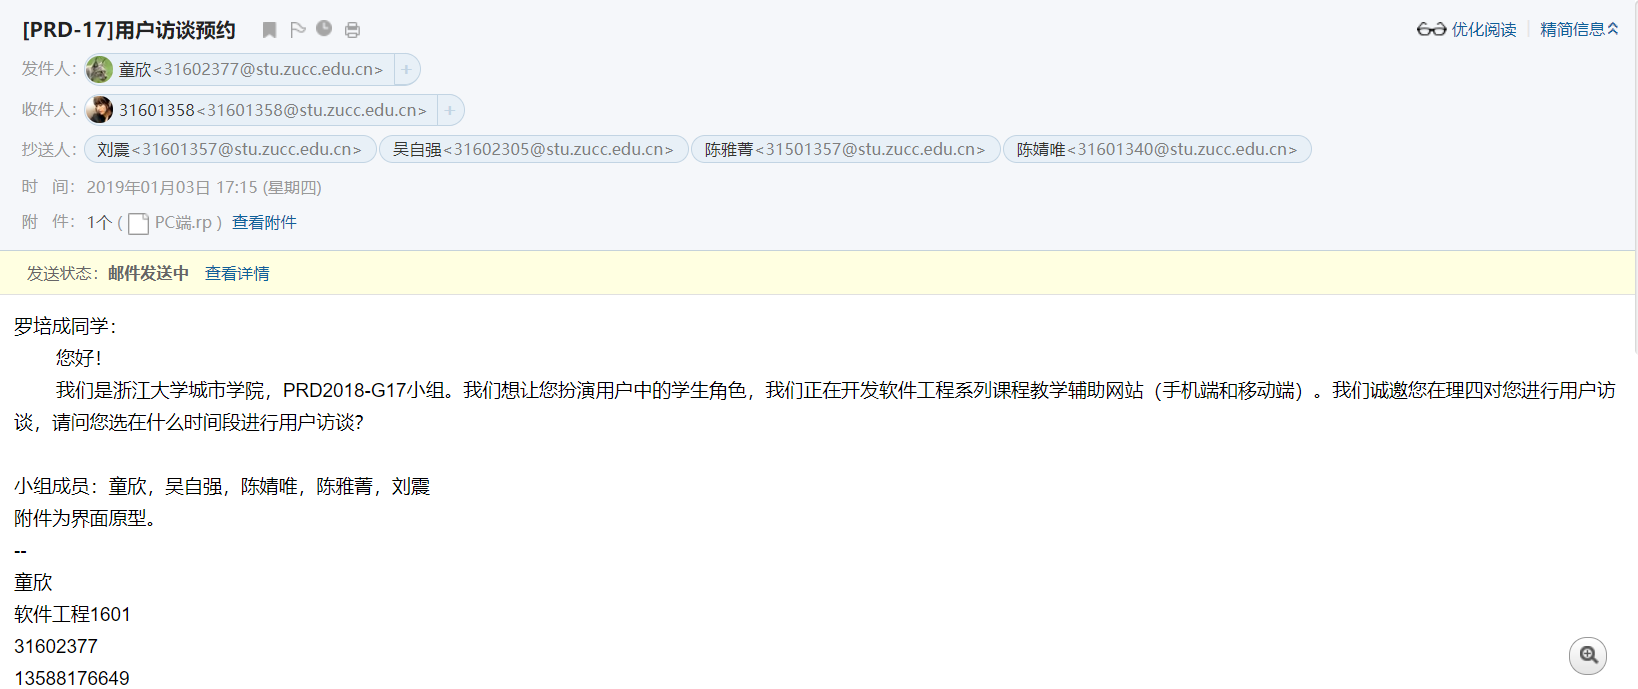 [PRD-17]用户访谈预约
优化阅读 精简信息
发件人：童欣<31602377@stu.zucc.edu.cn> +
收件人：31601358<31601358@stu.zucc.edu.cn> +
抄送人：刘震<31601357@stu.zucc.edu.cn> 吴自强<31602305@stu.zucc.edu.cn> 陈雅菁<31501357@stu.zucc.edu.cn> 陈婧唯<31601340@stu.zucc.edu.cn>
时 间：2019年01月03日 17:15 (星期四)
附 件：1个 ( PC端.rp ) 查看附件
发送状态：邮件发送中 查看详情
罗培成同学：
您好！
我们是浙江大学城市学院，PRD2018-G17小组。我们想让您扮演用户中的学生角色，我们正在开发软件工程系列课程教学辅助网站（手机端和移动端）。我们诚邀您在理四对您进行用户访
谈，请问您选在什么时间段进行用户访谈？
小组成员：童欣，吴自强，陈婧唯，陈雅菁，刘震
附件为界面原型。
--
童欣
软件工程1601
31602377
13588176649